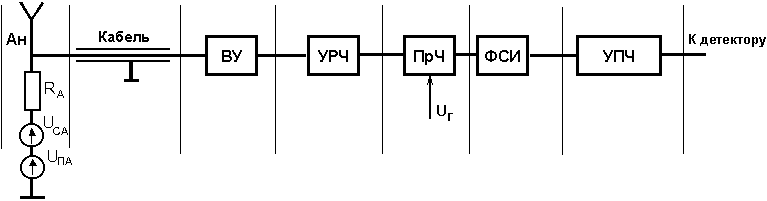 Ан
Кабель
ВУ
УРЧ
ПрЧ
ФСИ
УПЧ
К детектору
RА
UСА
UПА
UГ